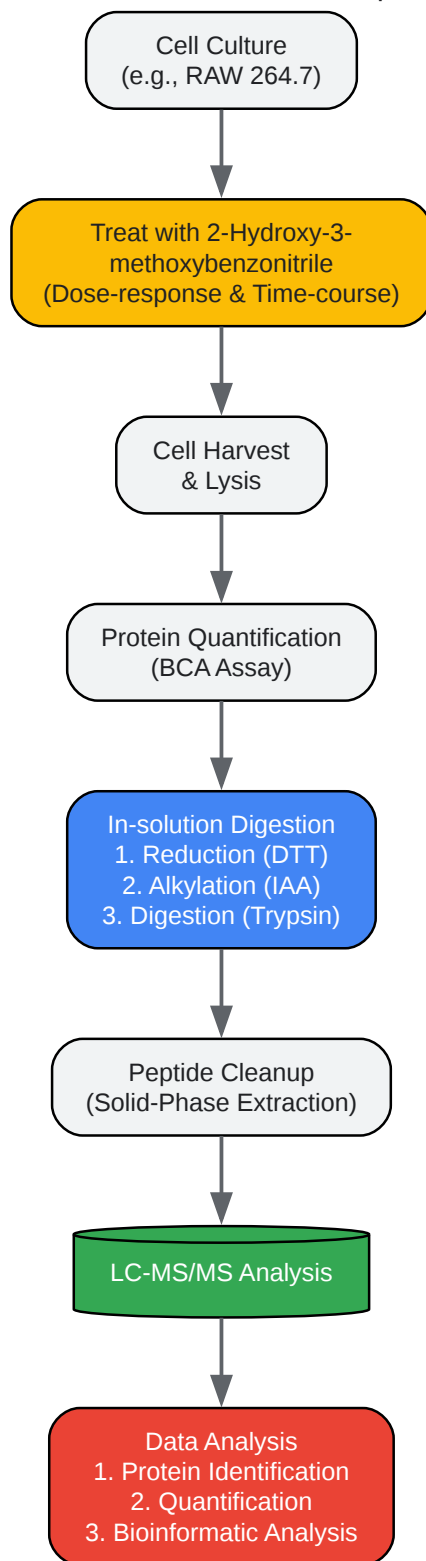 Cell Culture
(e.g., RAW 264.7)
Treat with 2-Hydroxy-3-
methoxybenzonitrile
(Dose-response & Time-course)
Cell Harvest
& Lysis
Protein Quantification
(BCA Assay)
In-solution Digestion
1. Reduction (DTT)
2. Alkylation (IAA)
3. Digestion (Trypsin)
Peptide Cleanup
(Solid-Phase Extraction)
LC-MS/MS Analysis
Data Analysis
1. Protein Identification
2. Quantification
3. Bioinformatic Analysis